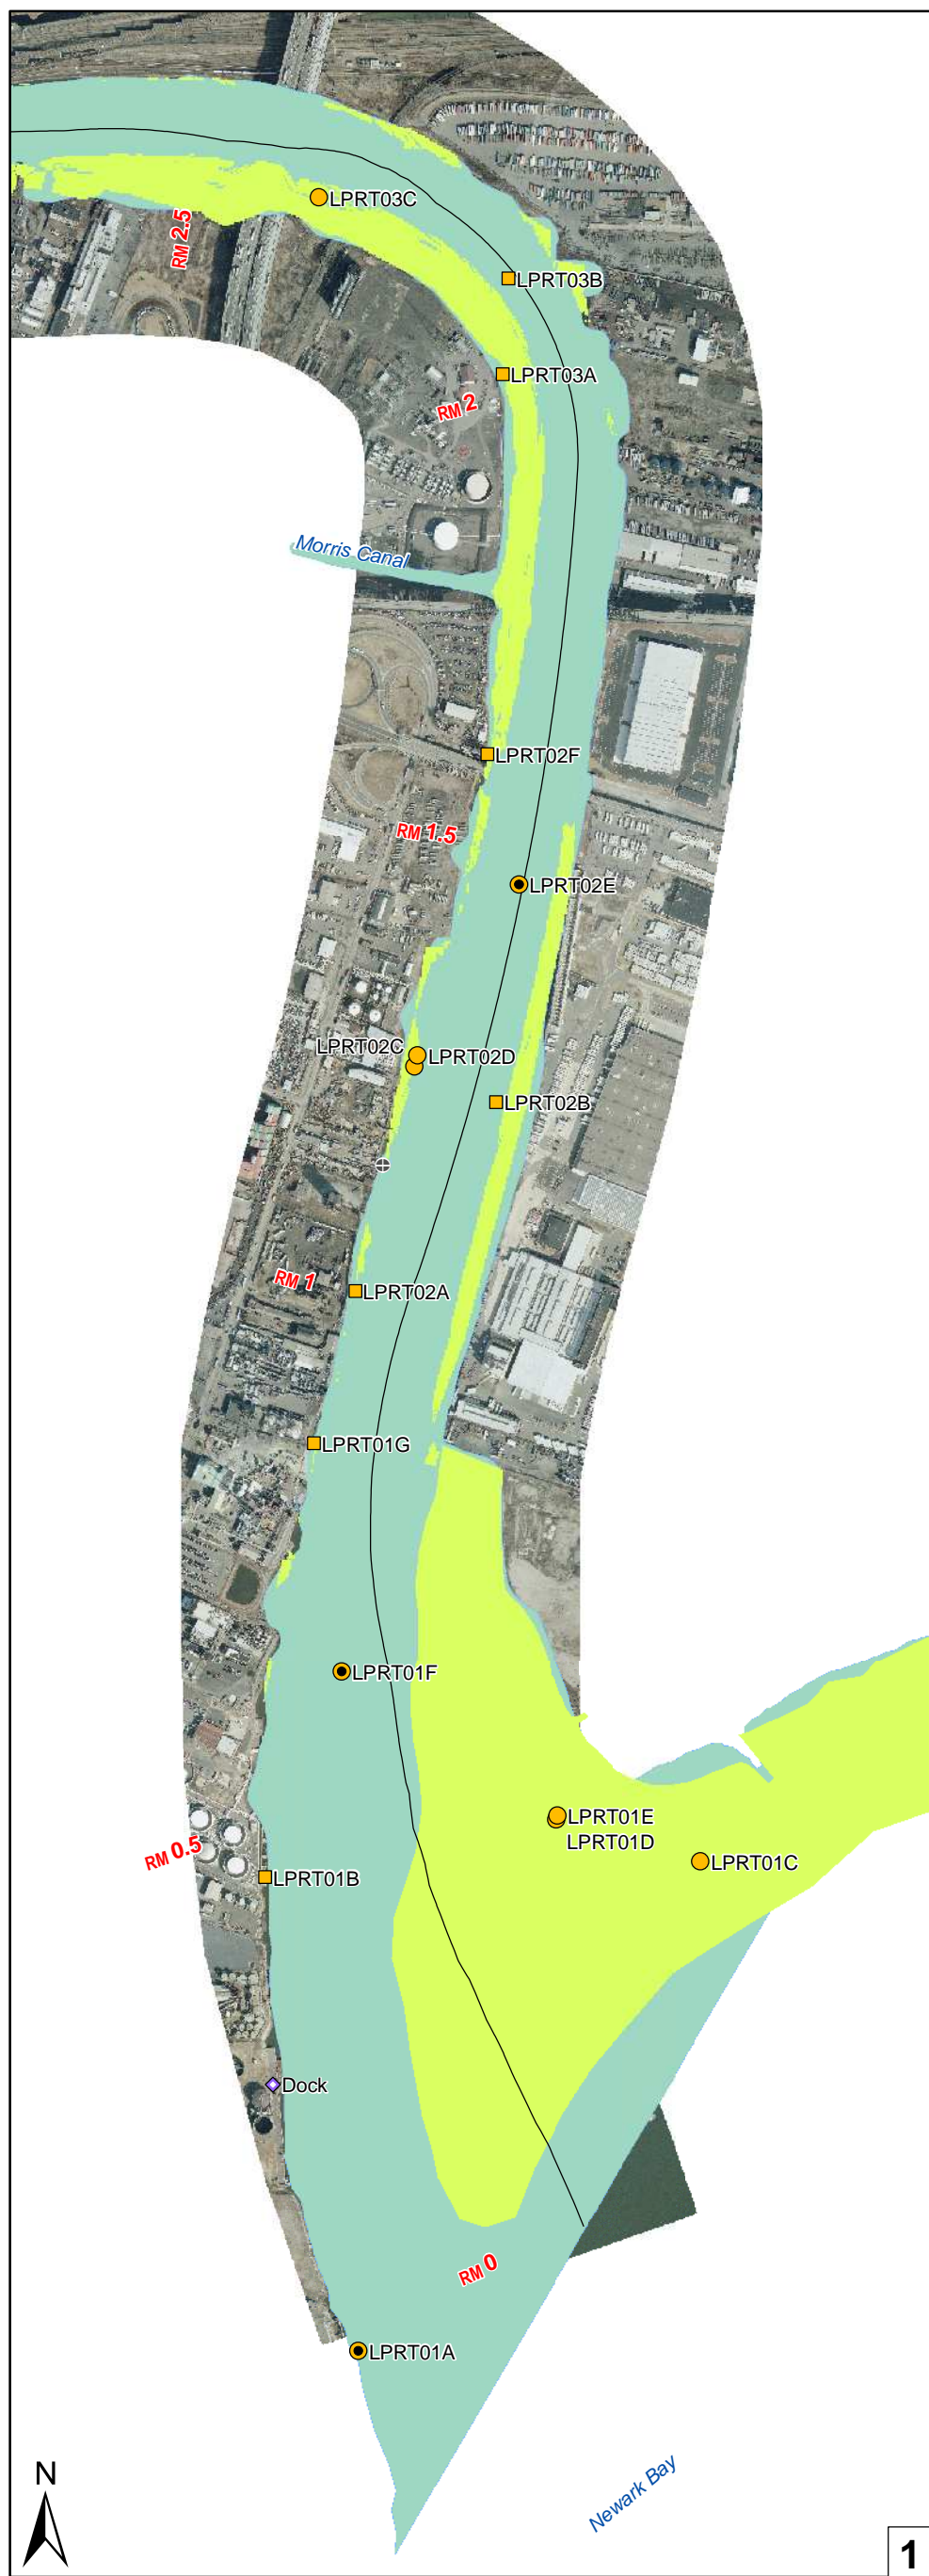 LPRT03C
RM 2.5
LPRT03B
LPRT03A
RM 2
Morris Canal
LPRT02F
RM 1.5
LPRT02E
LPRT02C
LPRT02D
LPRT02B
RM 1
LPRT02A
LPRT01G
LPRT01F
LPRT01E
LPRT01D
RM 0.5
LPRT01C
LPRT01B
Dock
RM 0
LPRT01A
Newark Bay
N
1